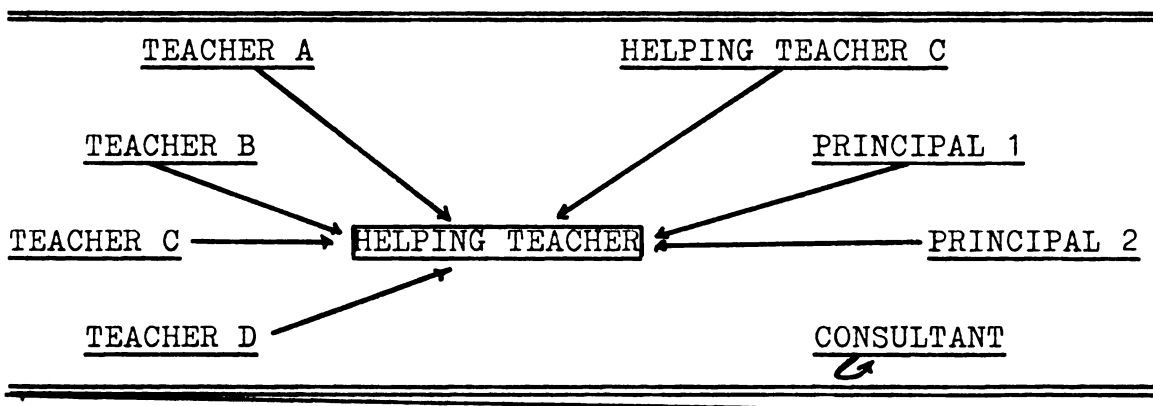 TEACHER A HELPING TEACHER C
TEACHER B PRINCIPAL 1
TEACHER C HELPING TEACHER PRINCIPAL 2
TEACHER D CONSULTANT